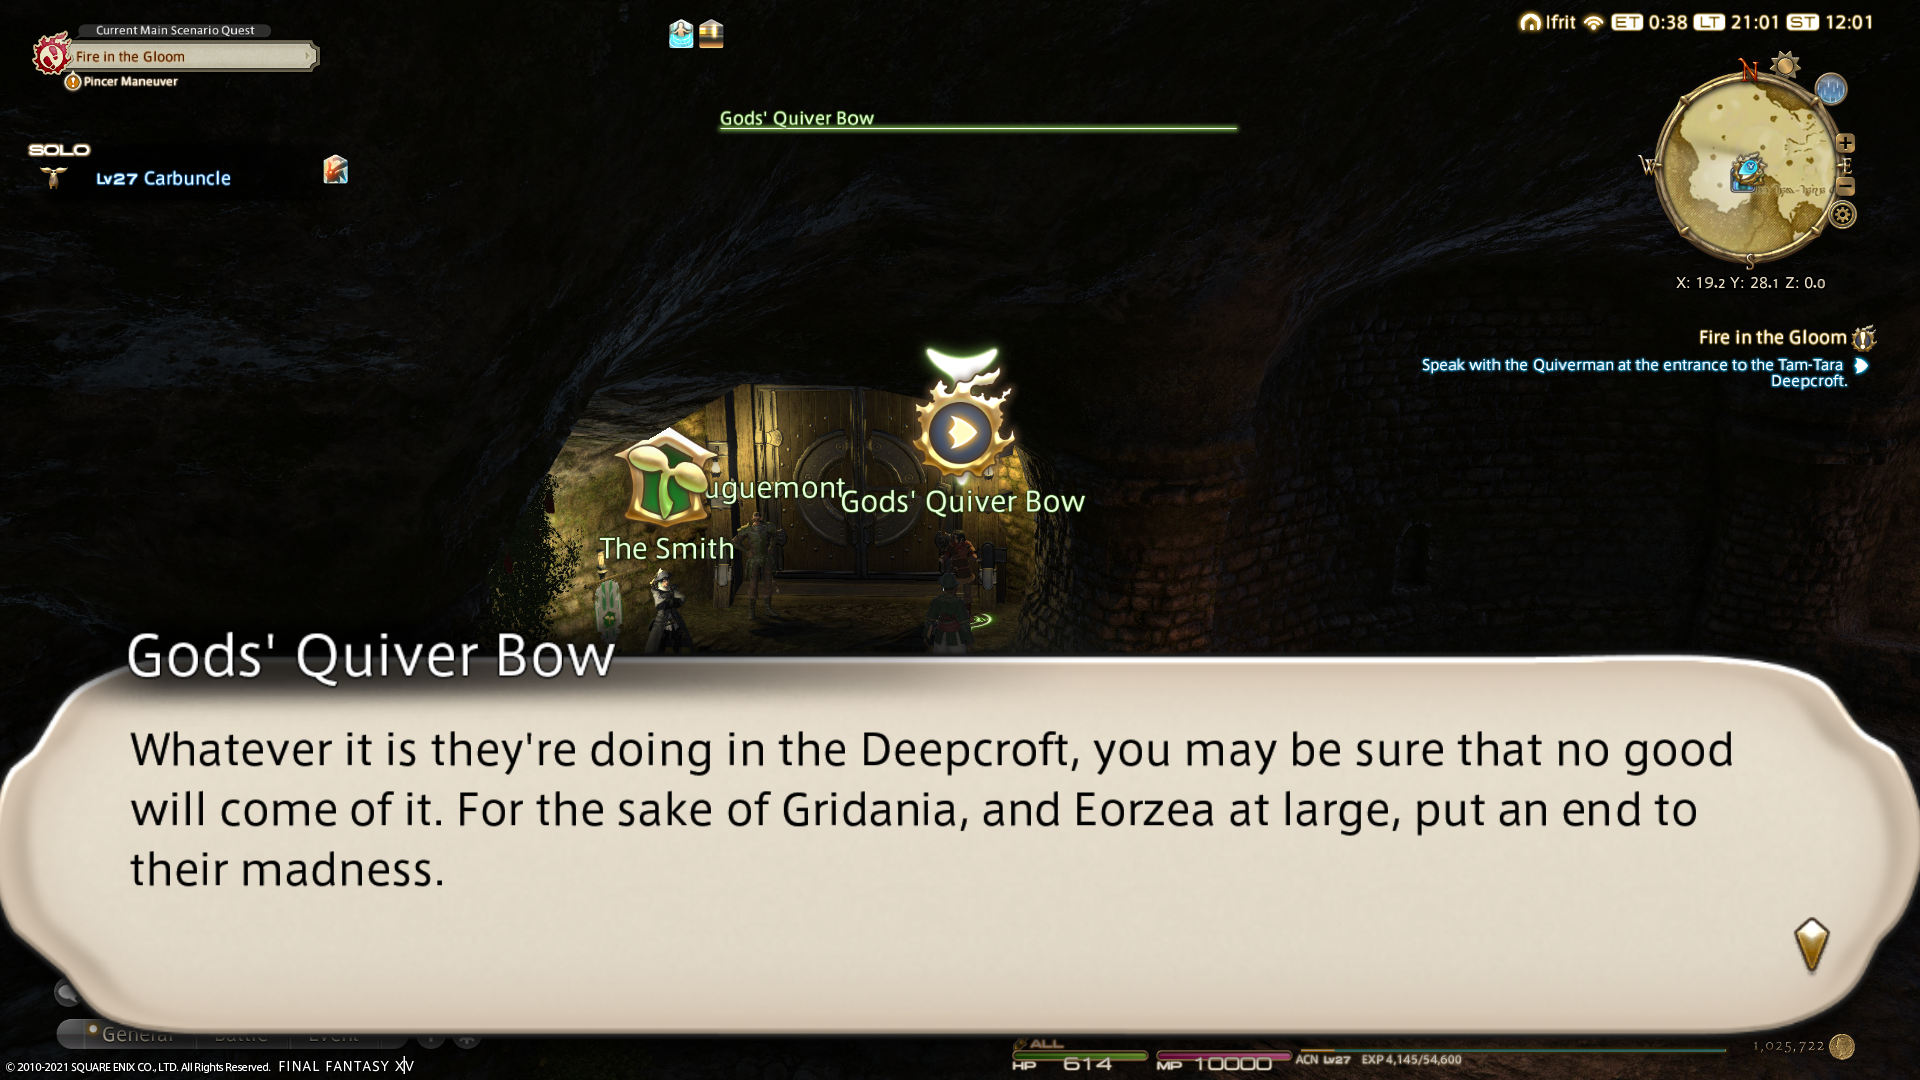 Current Main Scenario Quest
Fire in the Gloom
Pincer Maneuver
SOLO
Lv27 Carbuncle
Gods' Quiver Bow
Ifrit ET 0:38 LT 21:01 ST 12:01
N
W
E
S
X: 19.2 Y: 28.1 Z: 0.0
Fire in the Gloom
Speak with the Quiverman at the entrance to the Tam-Tara
Deepcroft.
uguemont
Gods' Quiver Bow
The Smith
Gods' Quiver Bow
Whatever it is they're doing in the Deepcroft, you may be sure that no good
will come of it. For the sake of Gridania, and Eorzea at large, put an end to
their madness.
General Battle Event
ALL
HP 614 MP 10000 ACN Lv27 EXP 4,145/54,600
1,025,722
© 2010-2021 SQUARE ENIX CO., LTD. All Rights Reserved. FINAL FANTASY XIV